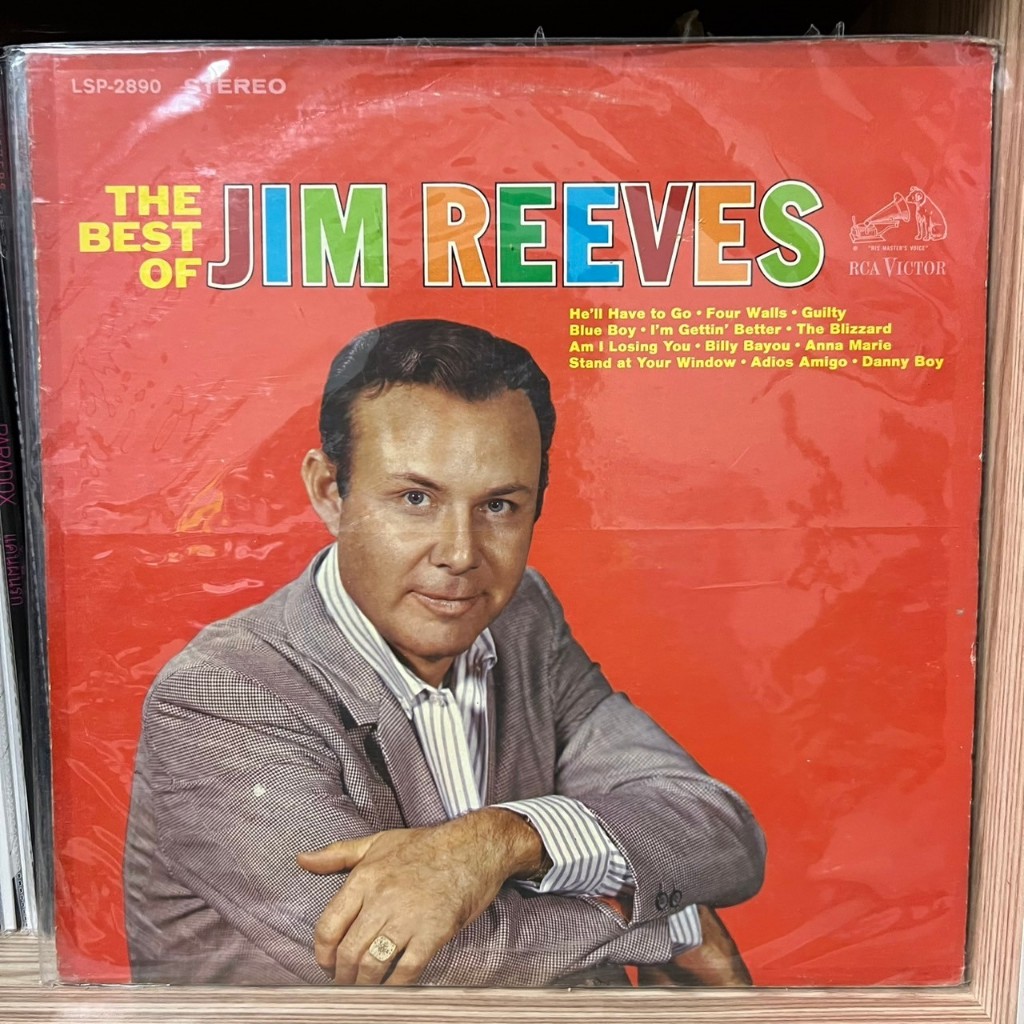 LSP-2890 STEREO
THE
BEST
OF
JIM REEVES
"HIS MASTER'S VOICE"
RCA VICTOR
He'll Have to Go • Four Walls • Guilty
Blue Boy • I'm Gettin' Better • The Blizzard
Am I Losing You • Billy Bayou • Anna Marie
Stand at Your Window • Adios Amigo • Danny Boy
PARADOX